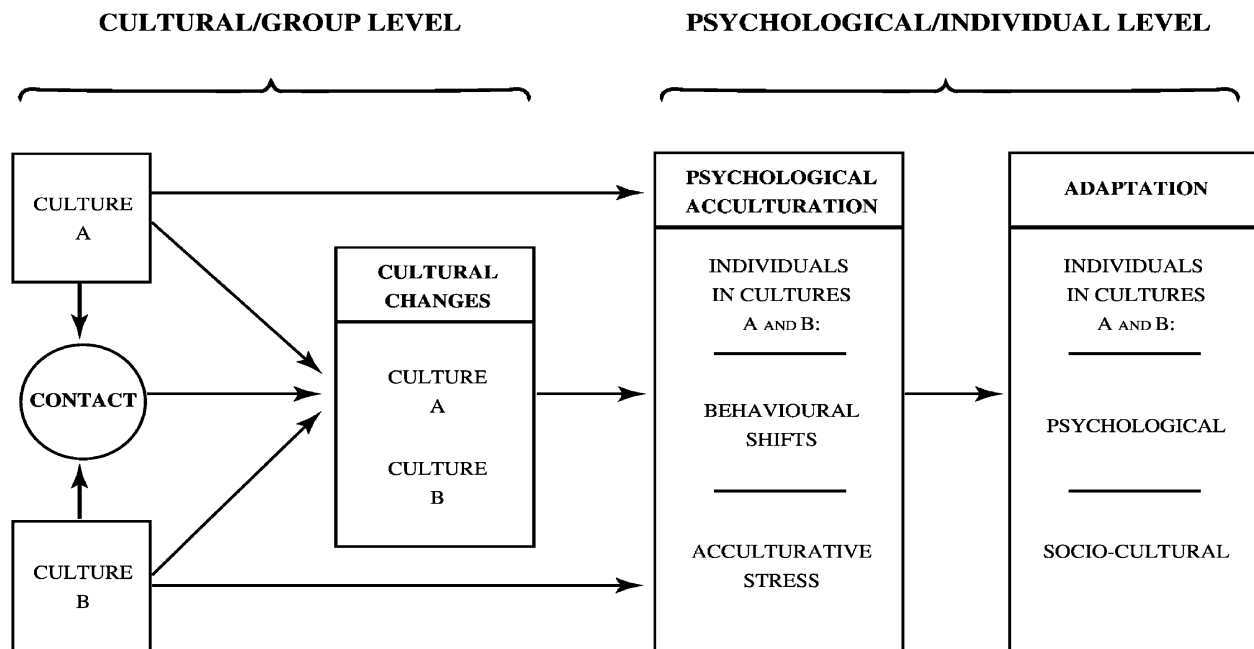 CULTURAL/GROUP LEVEL
PSYCHOLOGICAL/INDIVIDUAL LEVEL
CULTURE
A
CONTACT
CULTURE
B
CULTURAL
CHANGES
CULTURE
A
CULTURE
B
PSYCHOLOGICAL
ACCULTURATION
INDIVIDUALS
IN CULTURES
A AND B:
BEHAVIOURAL
SHIFTS
ACCULTURATIVE
STRESS
ADAPTATION
INDIVIDUALS
IN CULTURES
A AND B:
PSYCHOLOGICAL
SOCIO-CULTURAL